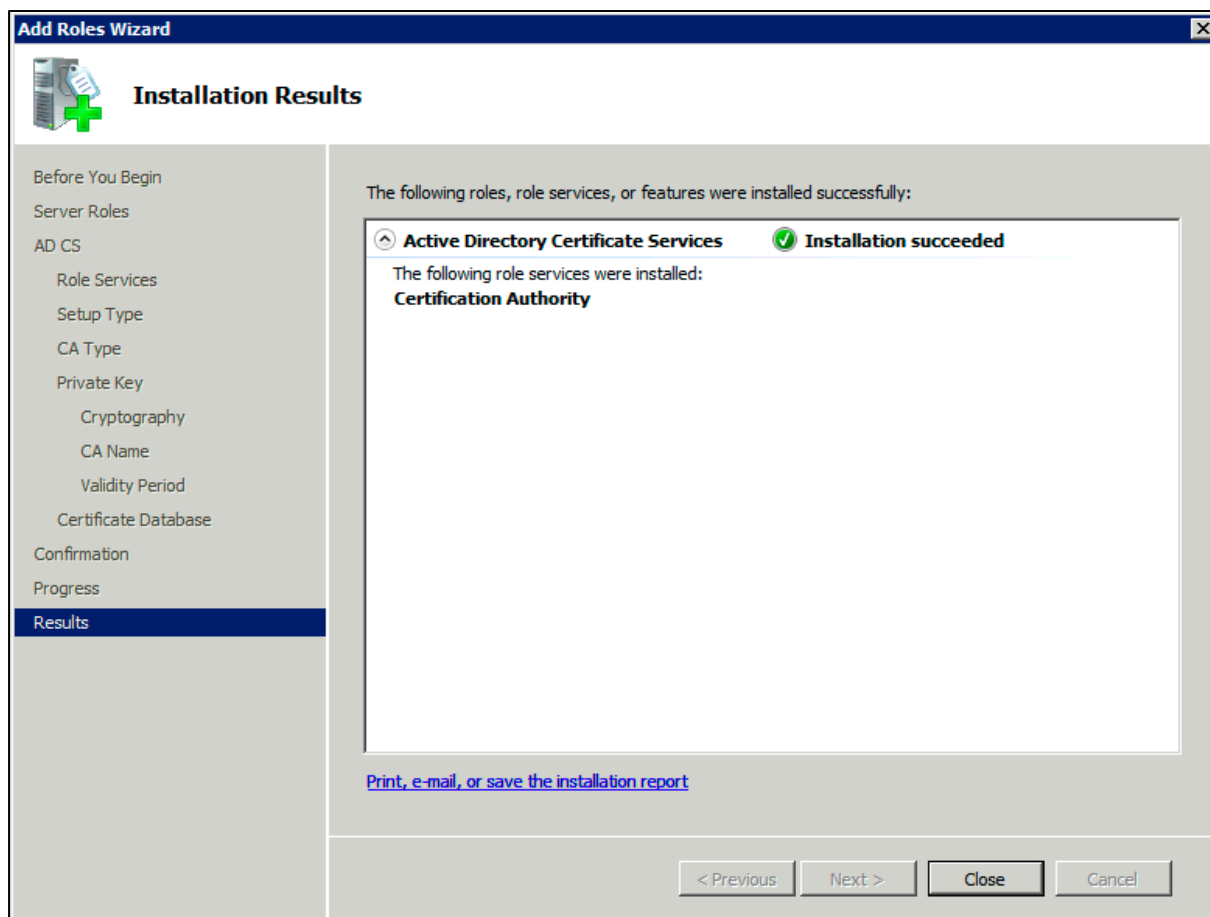 Add Roles Wizard
Installation Results
Before You Begin
Server Roles
AD CS
Role Services
Setup Type
CA Type
Private Key
Cryptography
CA Name
Validity Period
Certificate Database
Confirmation
Progress
Results
The following roles, role services, or features were installed successfully:
Active Directory Certificate Services Installation succeeded
The following role services were installed:
Certification Authority
Print, e-mail, or save the installation report
< Previous Next > Close Cancel